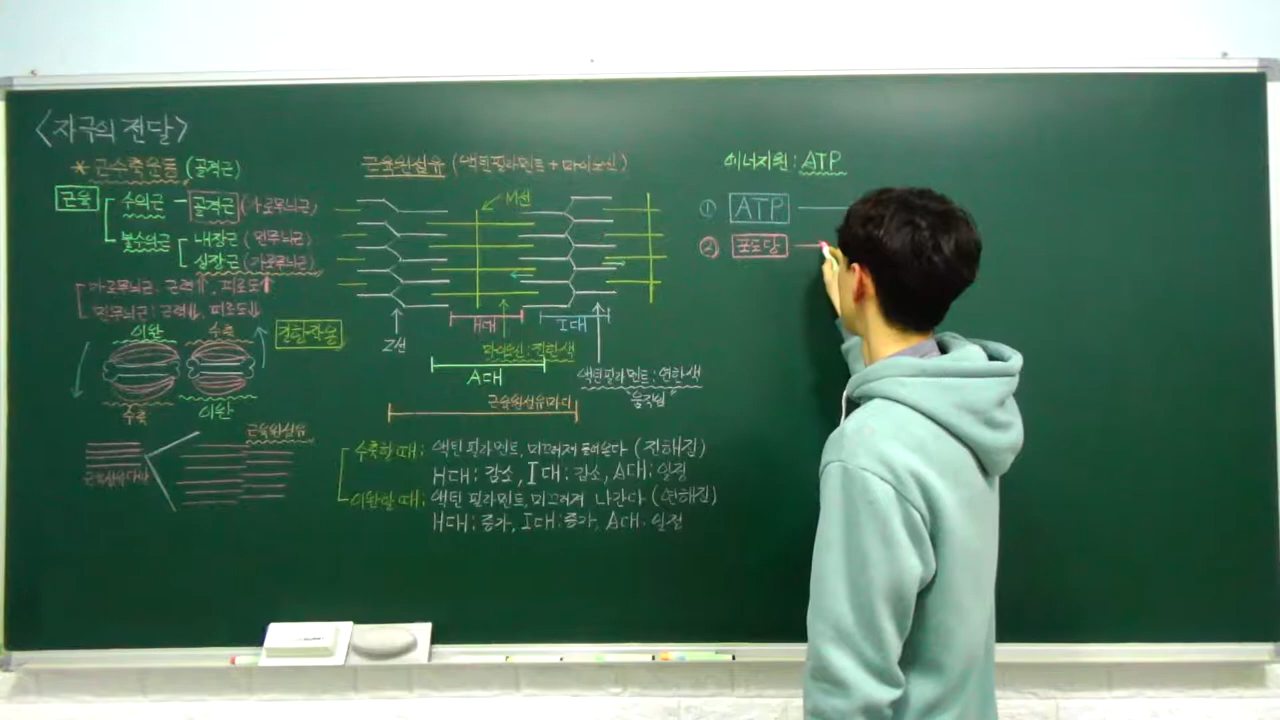 <자극의 전달>
* 근수축운동 (골격근)
근육
수의근 - 골격근 (가로무늬근)
불수의근
내장근 (민무늬근)
심장근 (가로무늬근)
가로무늬근: 근력↑, 피로도↑
민무늬근: 근력↓, 피로도↓
이완 수축
길항작용
수축 이완
근육원섬유
근육원섬유 (액틴필라멘트 + 마이오신)
M선
Z선
H대
I대
마이오신: 진한색
A대
액틴필라멘트: 연한색
"움직임"
근육원섬유마디
수축할 때: 액틴필라멘트, 미끄러져 들어온다 (진해짐)
H대: 감소, I대: 감소, A대: 일정
이완할 때: 액틴필라멘트, 미끄러져 나간다 (연해짐)
H대: 증가, I대: 증가, A대: 일정
에너지원: ATP
① ATP
② 포도당